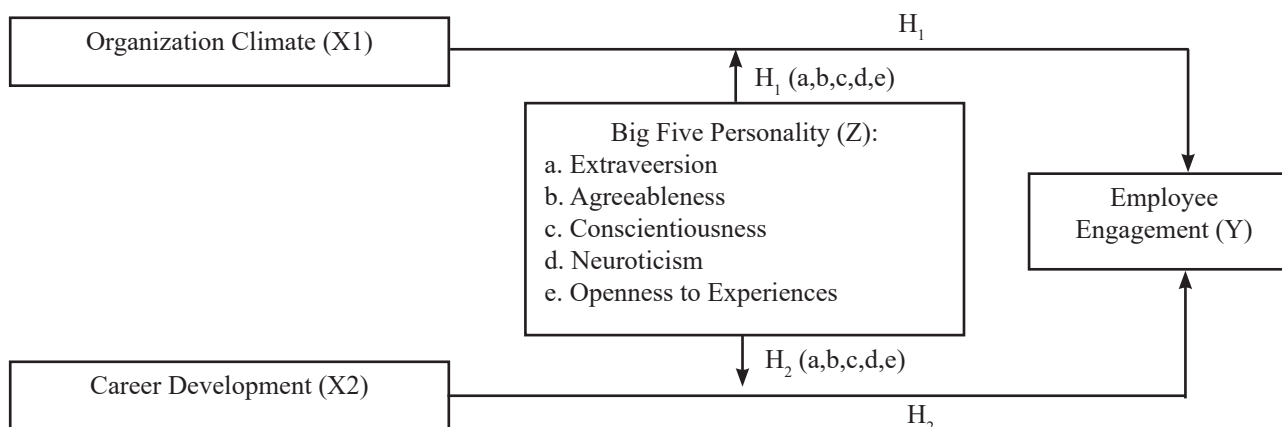 Organization Climate (X1)
H₁
H₁ (a,b,c,d,e)
Big Five Personality (Z):
a. Extraveersion
b. Agreeableness
c. Conscientiousness
d. Neuroticism
e. Openness to Experiences
Employee
Engagement (Y)
H₂ (a,b,c,d,e)
Career Development (X2)
H₂